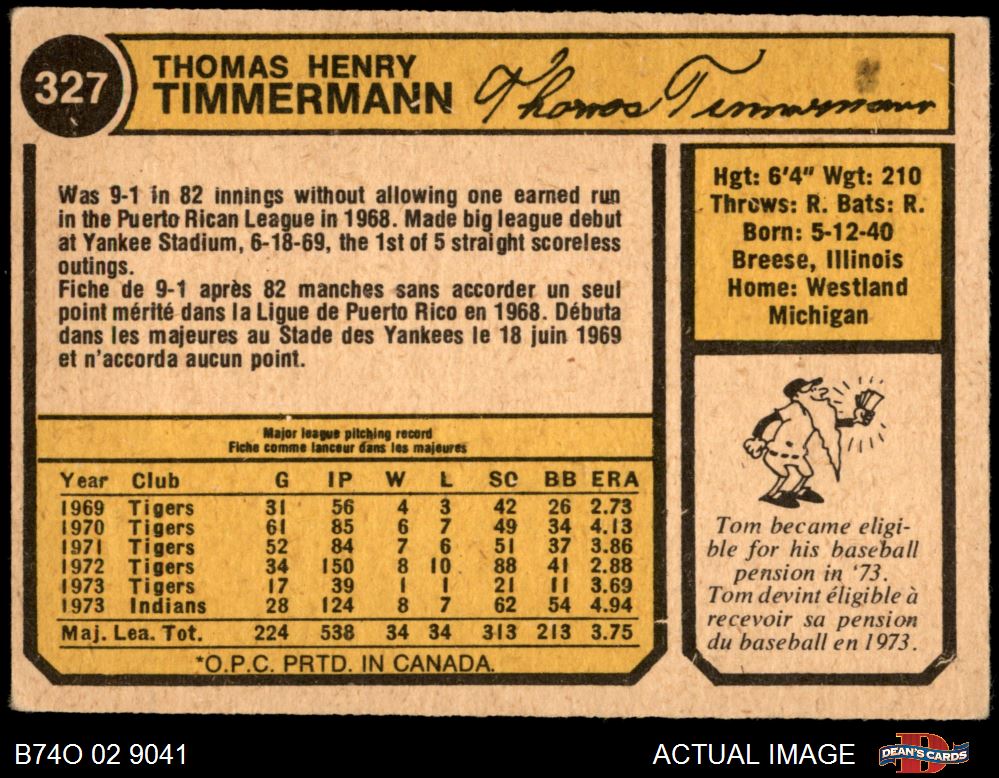 327
THOMAS HENRY
TIMMERMANN
Thomas Timmermann
Was 9-1 in 82 innings without allowing one earned run
in the Puerto Rican League in 1968. Made big league debut
at Yankee Stadium, 6-18-69, the 1st of 5 straight scoreless
outings.
Fiche de 9-1 après 82 manches sans accorder un seul
point mérité dans la Ligue de Puerto Rico en 1968. Débuta
dans les majeures au Stade des Yankees le 18 juin 1969
et n'accorda aucun point.
Hgt: 6'4" Wgt: 210
Throws: R. Bats: R.
Born: 5-12-40
Breese, Illinois
Home: Westland
Michigan
Major league pitching record
Fiche comme lanceur dans les majeures
Year Club G IP W L SO BB ERA
1969 Tigers 31 56 4 3 42 26 2.73
1970 Tigers 61 85 6 7 49 34 4.13
1971 Tigers 52 84 7 6 51 37 3.86
1972 Tigers 34 150 8 10 88 41 2.88
1973 Tigers 17 39 1 1 21 11 3.69
1973 Indians 28 124 8 7 62 54 4.94
Maj. Lea. Tot. 224 538 34 34 313 213 3.75
*O.P.C. PRTD. IN CANADA.
Tom became eligi-
ble for his baseball
pension in '73.
Tom devint éligible à
recevoir sa pension
du baseball en 1973.
B74O 02 9041
ACTUAL IMAGE
DEAN'S CARDS